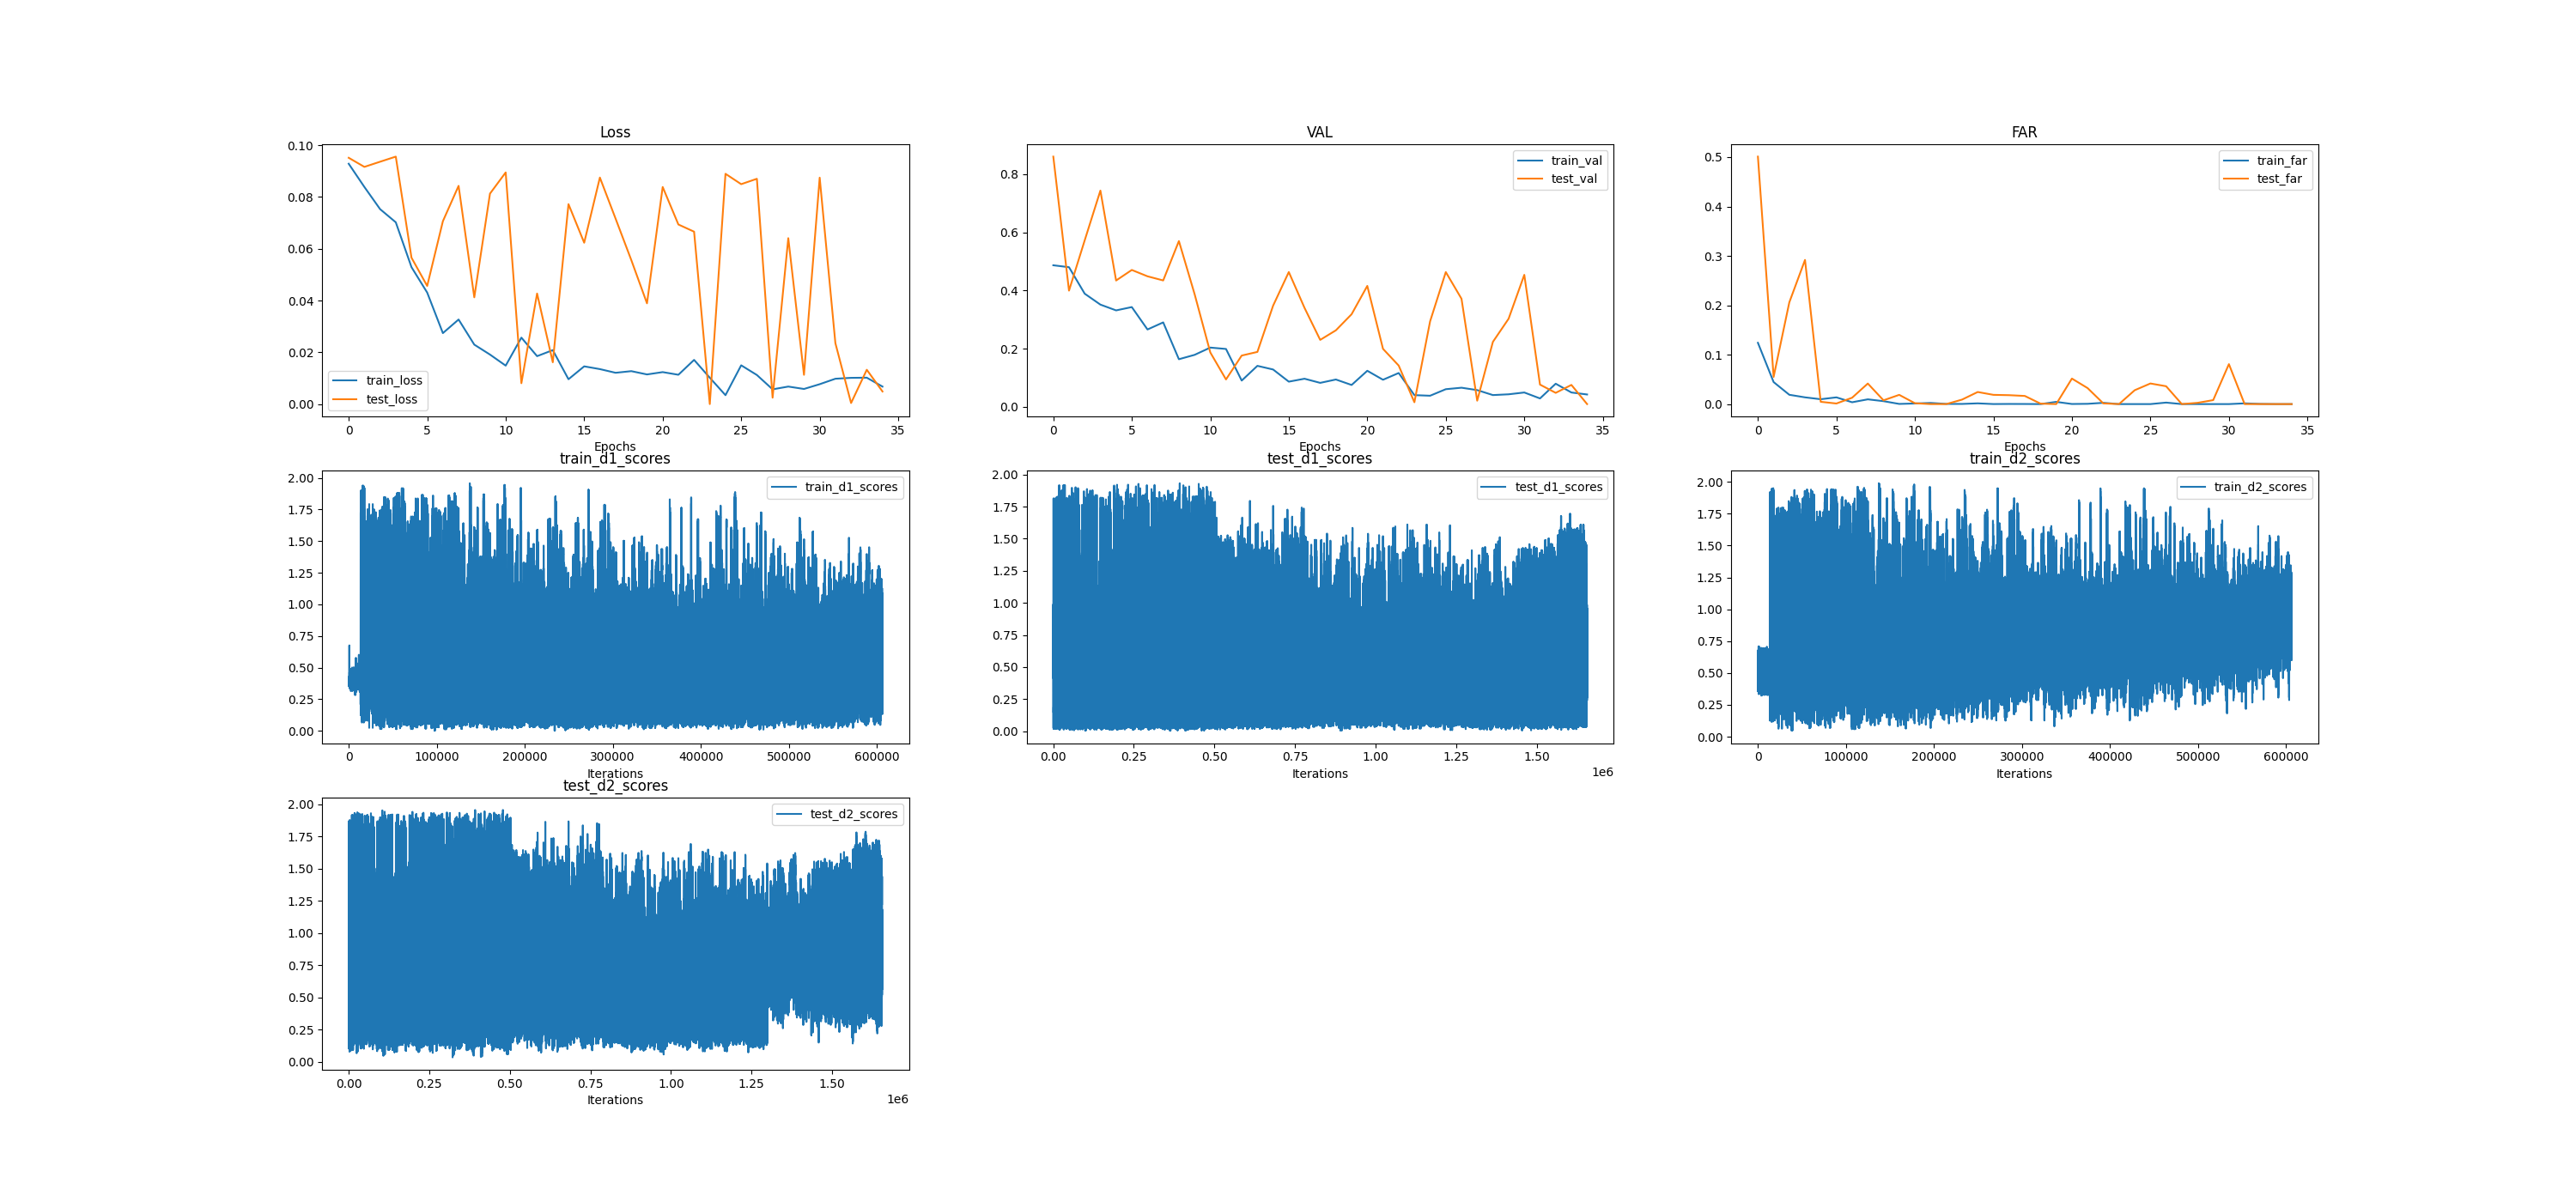 Loss
0.10
0.08
0.06
0.04
0.02
0.00
train_loss
test_loss
0 5 10 15 20 25 30 35
Epochs
VAL
0.8
0.6
0.4
0.2
0.0
train_val
test_val
0 5 10 15 20 25 30 35
Epochs
FAR
0.5
0.4
0.3
0.2
0.1
0.0
train_far
test_far
0 5 10 15 20 25 30 35
Epochs
train_d1_scores
2.00
1.75
1.50
1.25
1.00
0.75
0.50
0.25
0.00
train_d1_scores
0 100000 200000 300000 400000 500000 600000
Iterations
test_d1_scores
2.00
1.75
1.50
1.25
1.00
0.75
0.50
0.25
0.00
test_d1_scores
0.00 0.25 0.50 0.75 1.00 1.25 1.50
1e6
Iterations
train_d2_scores
2.00
1.75
1.50
1.25
1.00
0.75
0.50
0.25
0.00
train_d2_scores
0 100000 200000 300000 400000 500000 600000
Iterations
test_d2_scores
2.00
1.75
1.50
1.25
1.00
0.75
0.50
0.25
0.00
test_d2_scores
0.00 0.25 0.50 0.75 1.00 1.25 1.50
1e6
Iterations